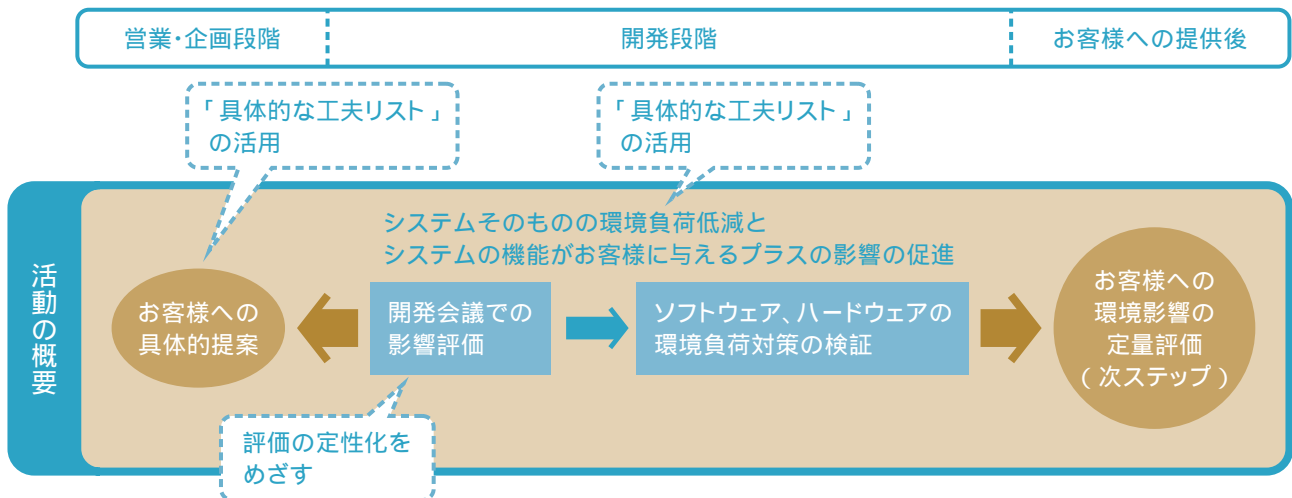 営業・企画段階
開発段階
お客様への提供後
「具体的な工夫リスト」
の活用
「具体的な工夫リスト」
の活用
活動の概要
システムそのものの環境負荷低減と
システムの機能がお客様に与えるプラスの影響の促進
お客様への
具体的提案
開発会議での
影響評価
ソフトウェア、ハードウェアの
環境負荷対策の検証
お客様への
環境影響の
定量評価
(次ステップ)
評価の定性化を
めざす